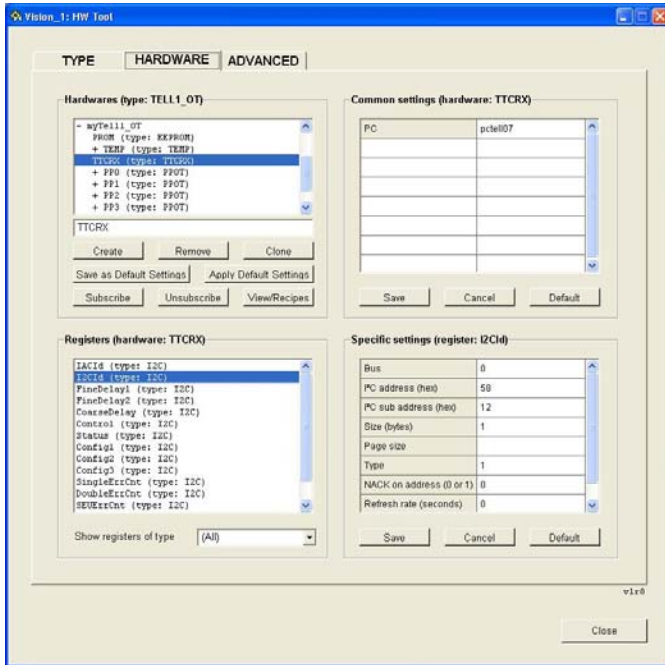 Vision_1: HW Tool
TYPE HARDWARE ADVANCED
Hardwares (type: TELL1_OT)
- myTell1_OT
PROM (type: EEPROM)
+ TEMP (type: TEMP)
TTCRX (type: TTCRX)
+ PP0 (type: PPOT)
+ PP1 (type: PPOT)
+ PP2 (type: PPOT)
+ PP3 (type: PPOT)
TTCRX
Create Remove Clone
Save as Default Settings Apply Default Settings
Subscribe Unsubscribe View/Recipes
Common settings (hardware: TTCRX)
PC pctell07
Save Cancel Default
Registers (hardware: TTCRX)
IACId (type: I2C)
I2CId (type: I2C)
FineDelay1 (type: I2C)
FineDelay2 (type: I2C)
CoarseDelay (type: I2C)
Control (type: I2C)
Status (type: I2C)
Config1 (type: I2C)
Config2 (type: I2C)
Config3 (type: I2C)
SingleErrCnt (type: I2C)
DoubleErrCnt (type: I2C)
SEUErrCnt (type: I2C)
Show registers of type (All)
Specific settings (register: I2CId)
Bus 0
I²C address (hex) 58
I²C sub address (hex) 12
Size (bytes) 1
Page size
Type 1
NACK on address (0 or 1) 0
Refresh rate (seconds) 0
Save Cancel Default
v1r0
Close